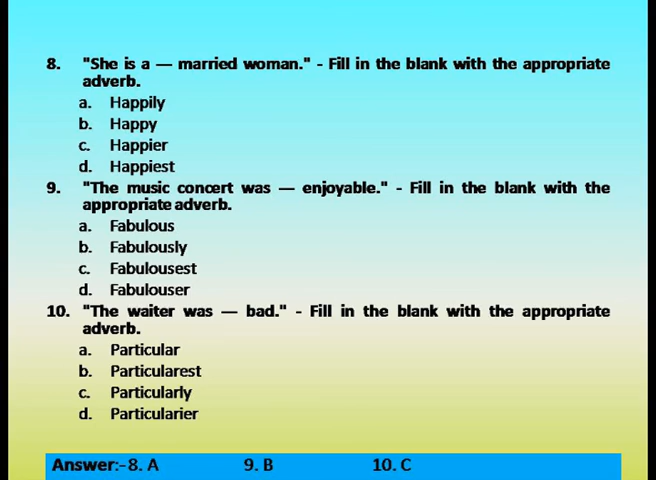 8. "She is a — married woman." - Fill in the blank with the appropriate
adverb.
a. Happily
b. Happy
c. Happier
d. Happiest
9. "The music concert was — enjoyable." - Fill in the blank with the
appropriate adverb.
a. Fabulous
b. Fabulously
c. Fabulousest
d. Fabulouser
10. "The waiter was — bad." - Fill in the blank with the appropriate
adverb.
a. Particular
b. Particularest
c. Particularly
d. Particularier
Answer:-8. A 9. B 10. C